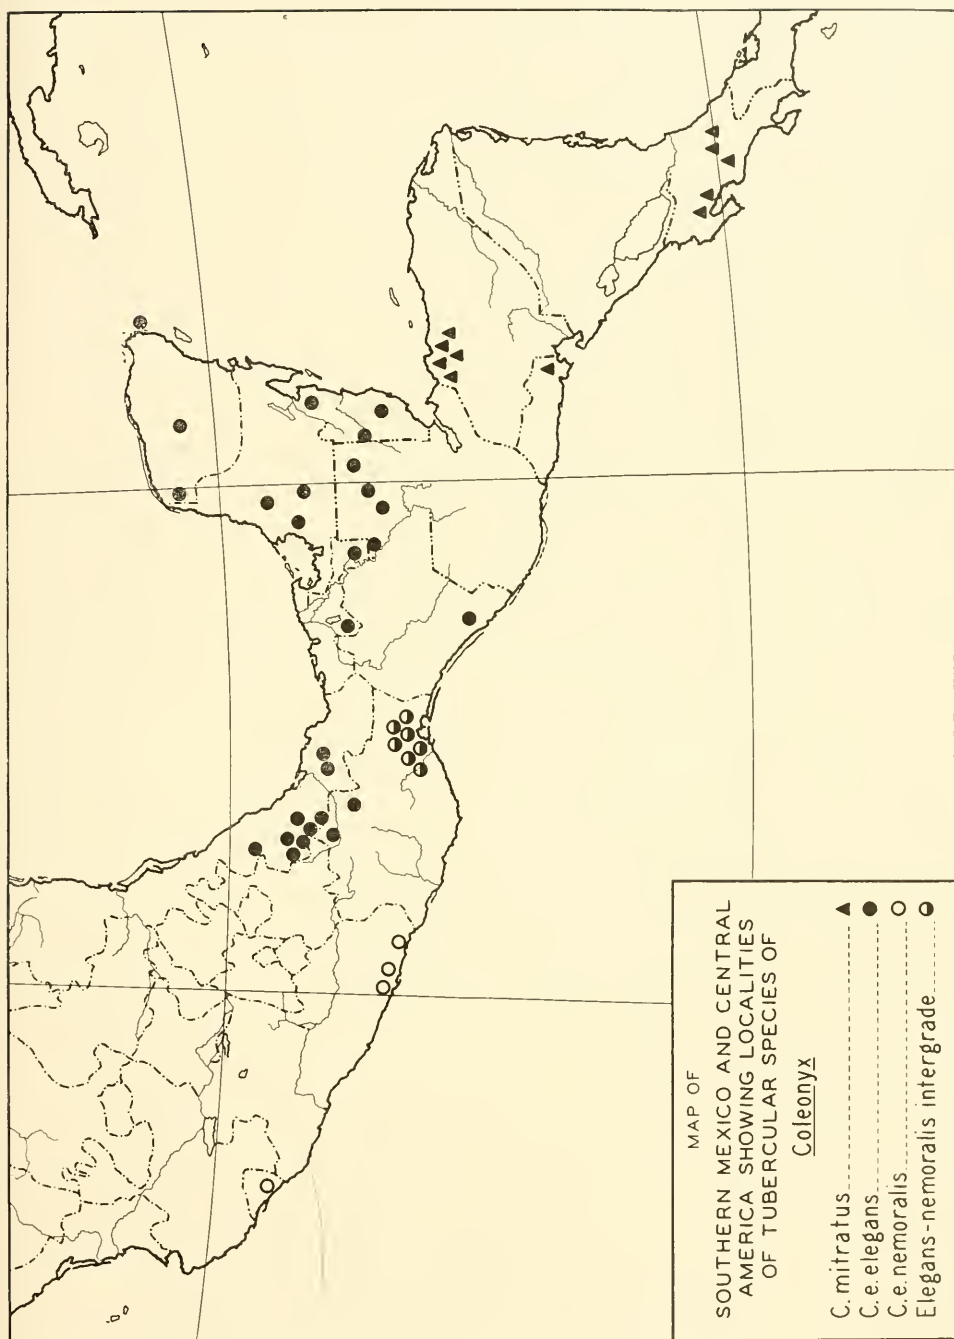 MAP OF
SOUTHERN MEXICO AND CENTRAL
AMERICA SHOWING LOCALITIES
OF TUBERCULAR SPECIES OF
Coleonyx
C. mitratus
C. e. elegans
C. e. nemoralis
Elegans-nemoralis intergrade